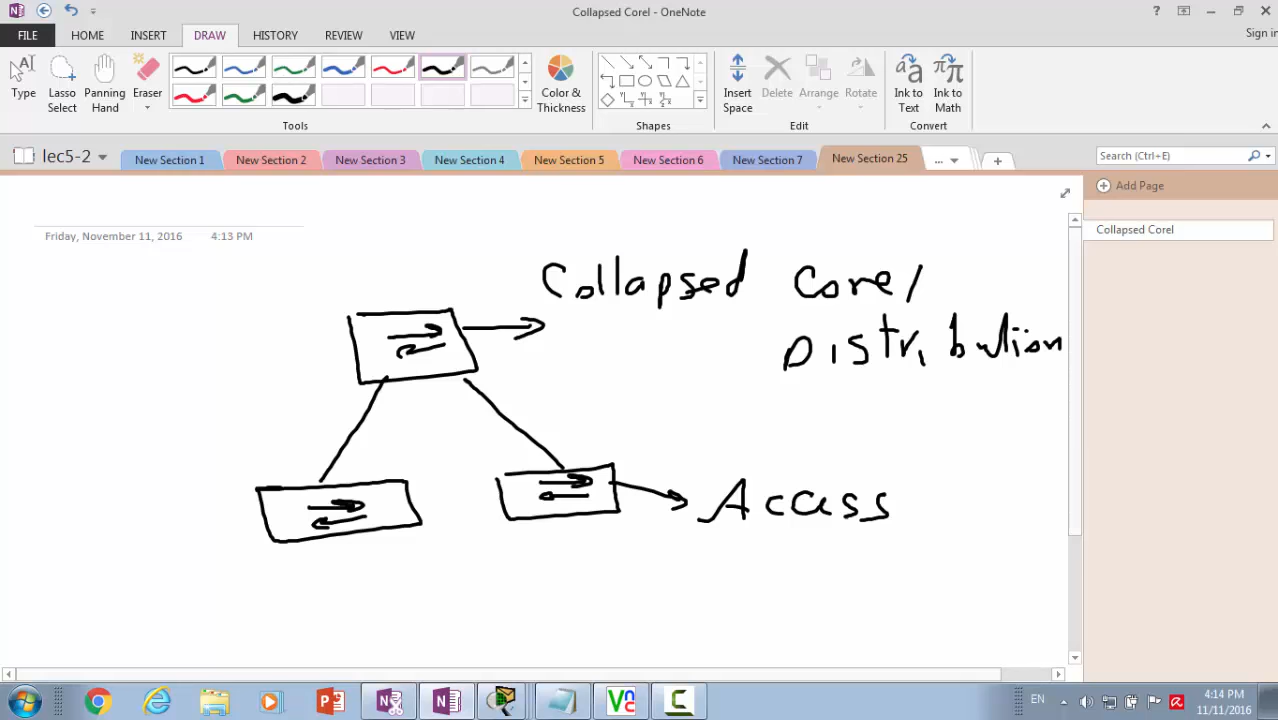 Collapsed Corel - OneNote
?
FILE HOME INSERT DRAW HISTORY REVIEW VIEW
Sign in
Type
Lasso Select
Panning Hand
Eraser
Color & Thickness
Insert Space
Delete
Arrange
Rotate
Ink to Text
Ink to Math
Tools Shapes Edit Convert
lec5-2 New Section 1 New Section 2 New Section 3 New Section 4 New Section 5 New Section 6 New Section 7 New Section 25 ... +
Search (Ctrl+E)
Add Page
Friday, November 11, 2016 4:13 PM
Collapsed Corel
Collapsed Core/
Distribution
Access
EN
4:14 PM
11/11/2016